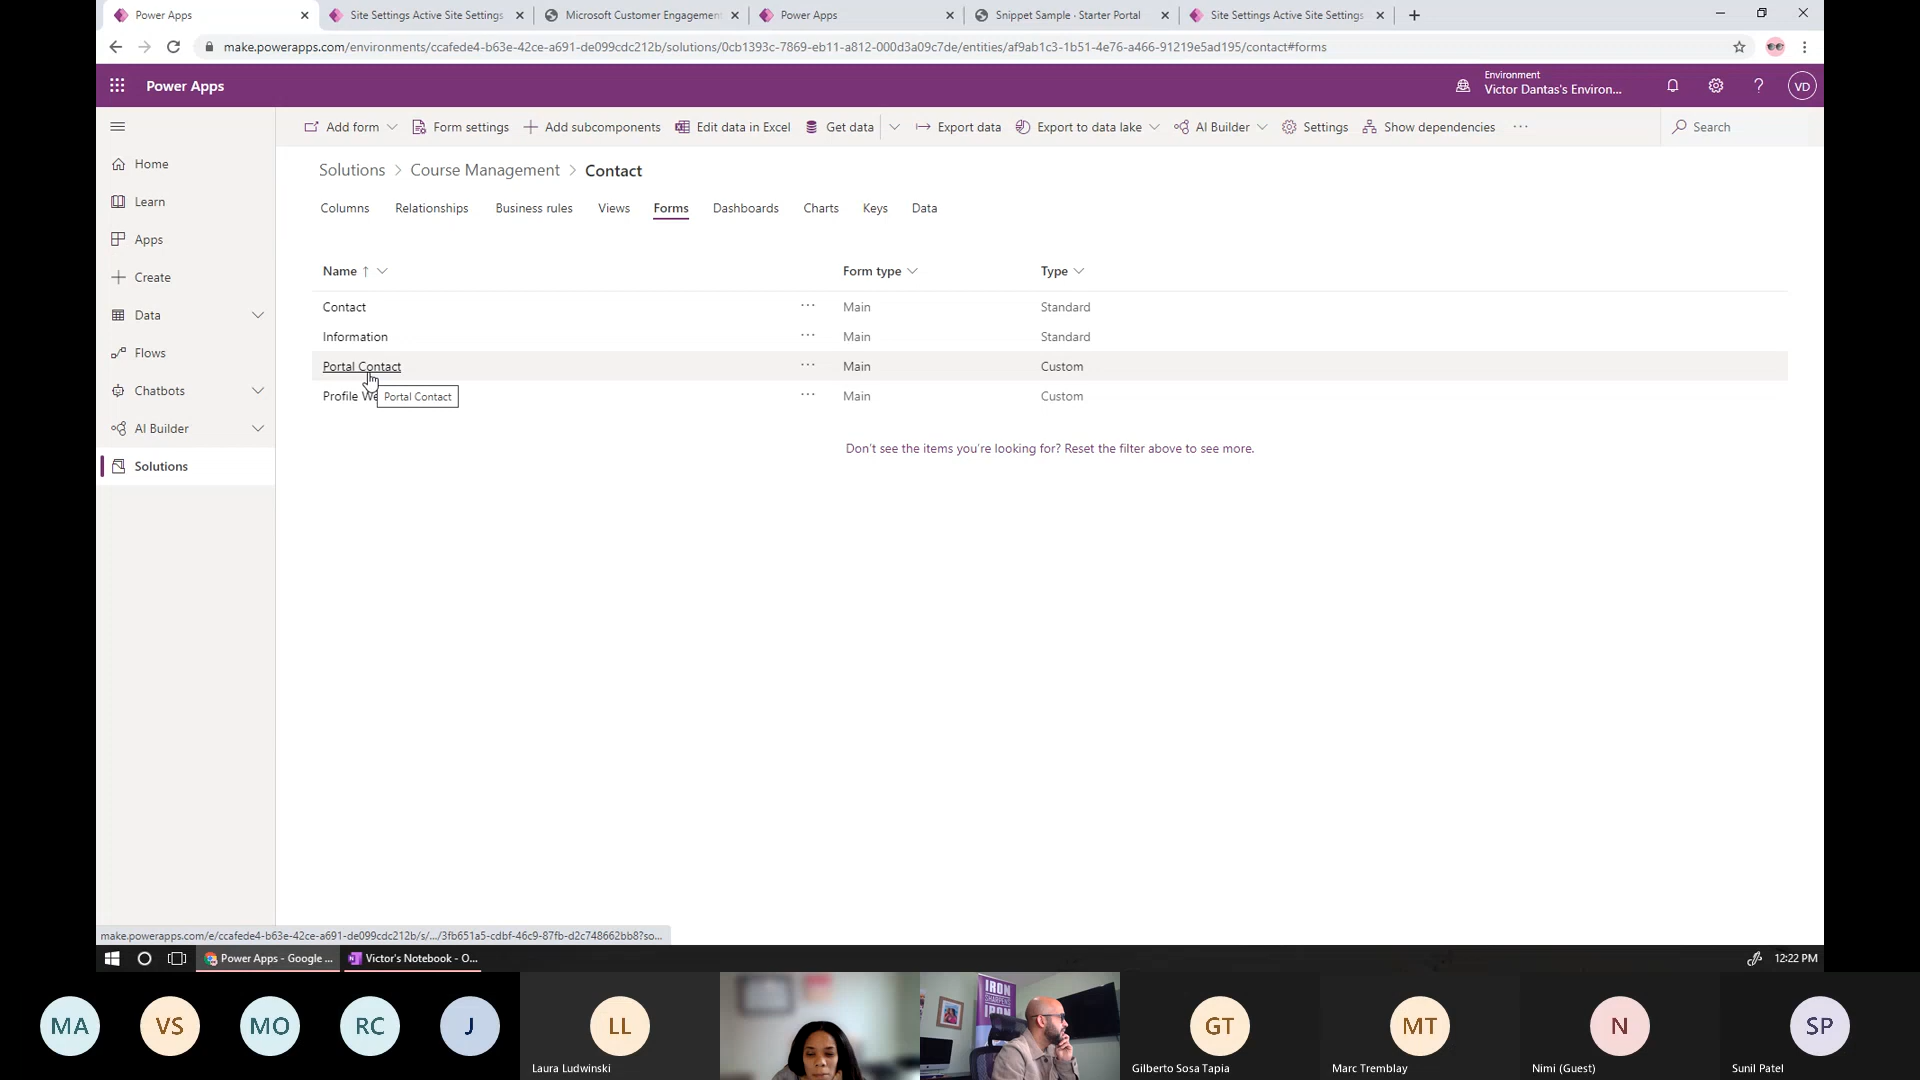 Power Apps
Site Settings Active Site Settings
Microsoft Customer Engagement
Power Apps
Snippet Sample · Starter Portal
Site Settings Active Site Settings
make.powerapps.com/environments/ccafede4-b63e-42ce-a691-de099cdc212b/solutions/0cb1393c-7869-eb11-a812-000d3a09c7de/entities/af9ab1c3-1b51-4e76-a466-91219e5ad195/contact#forms
Power Apps
Environment
Victor Dantas's Environ...
VD
Add form
Form settings
Add subcomponents
Edit data in Excel
Get data
Export data
Export to data lake
AI Builder
Settings
Show dependencies
Search
Home
Learn
Apps
Create
Data
Flows
Chatbots
AI Builder
Solutions
Solutions > Course Management > Contact
Columns Relationships Business rules Views Forms Dashboards Charts Keys Data
Name Form type Type
Contact Main Standard
Information Main Standard
Portal Contact Main Custom
Profile Main Custom
Portal Contact
Don't see the items you're looking for? Reset the filter above to see more.
make.powerapps.com/e/ccafede4-b63e-42ce-a691-de099cdc212b/s/.../3fb651a5-cdbf-46c9-87fb-d2c748662bb8?so...
Power Apps - Google ...
Victor's Notebook - O...
12:22 PM
MA
VS
MO
RC
J
LL
Laura Ludwinski
IRON
SHARPENS
IRON
GT
Gilberto Sosa Tapia
MT
Marc Tremblay
N
Nimi (Guest)
SP
Sunil Patel